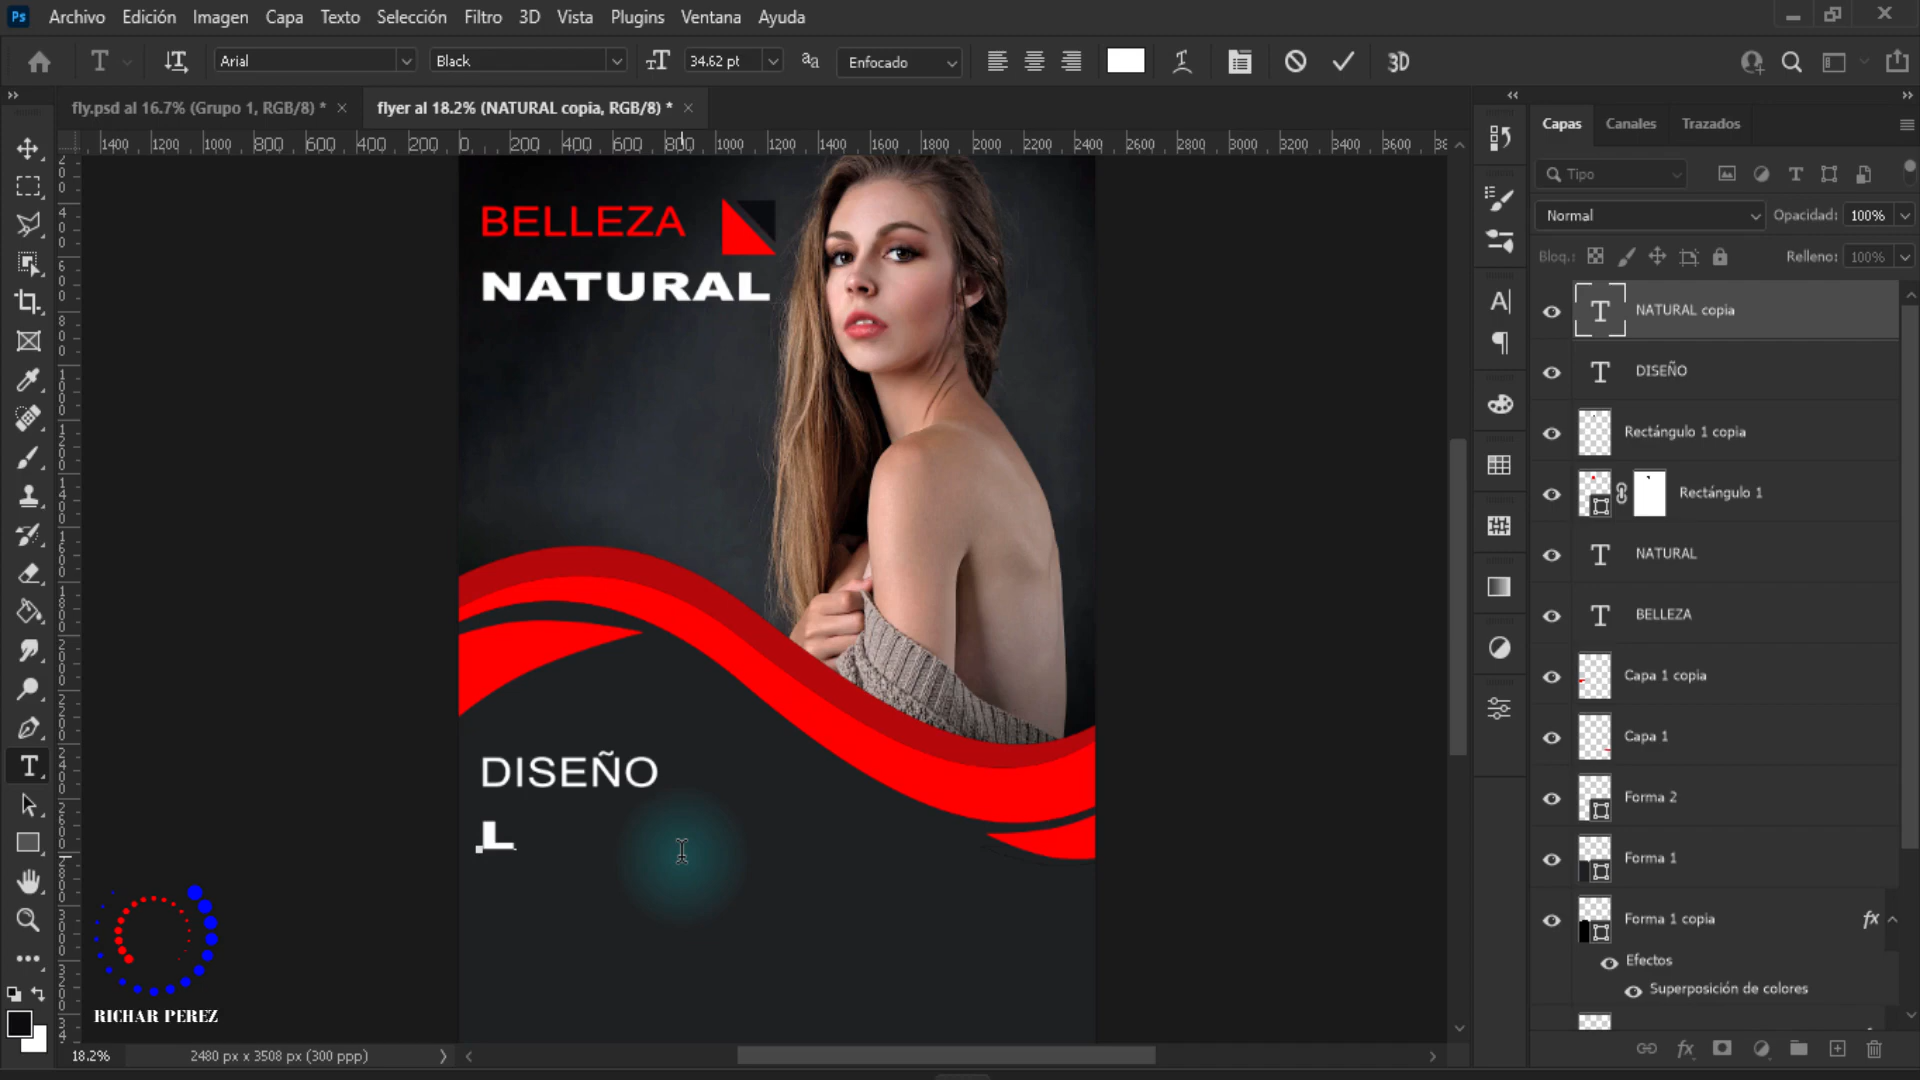 Ps Archivo Edición Imagen Capa Texto Selección Filtro 3D Vista Plugins Ventana Ayuda
T Arial Black 34.62 pt aa Enfocado 3D
fly.psd al 16.7% (Grupo 1, RGB/8) * flyer al 18.2% (NATURAL copia, RGB/8) *
1400 1200 1000 800 600 400 200 0 200 400 600 800 1000 1200 1400 1600 1800 2000 2200 2400 2600 2800 3000 3200 3400 3600
BELLEZA
NATURAL
DISEÑO
L
RICHAR PEREZ
Capas Canales Trazados
Tipo
Normal Opacidad: 100%
Bloq.: Relleno: 100%
NATURAL copia
DISEÑO
Rectángulo 1 copia
Rectángulo 1
NATURAL
BELLEZA
Capa 1 copia
Capa 1
Forma 2
Forma 1
Forma 1 copia fx
Efectos
Superposición de colores
18.2% 2480 px x 3508 px (300 ppp)